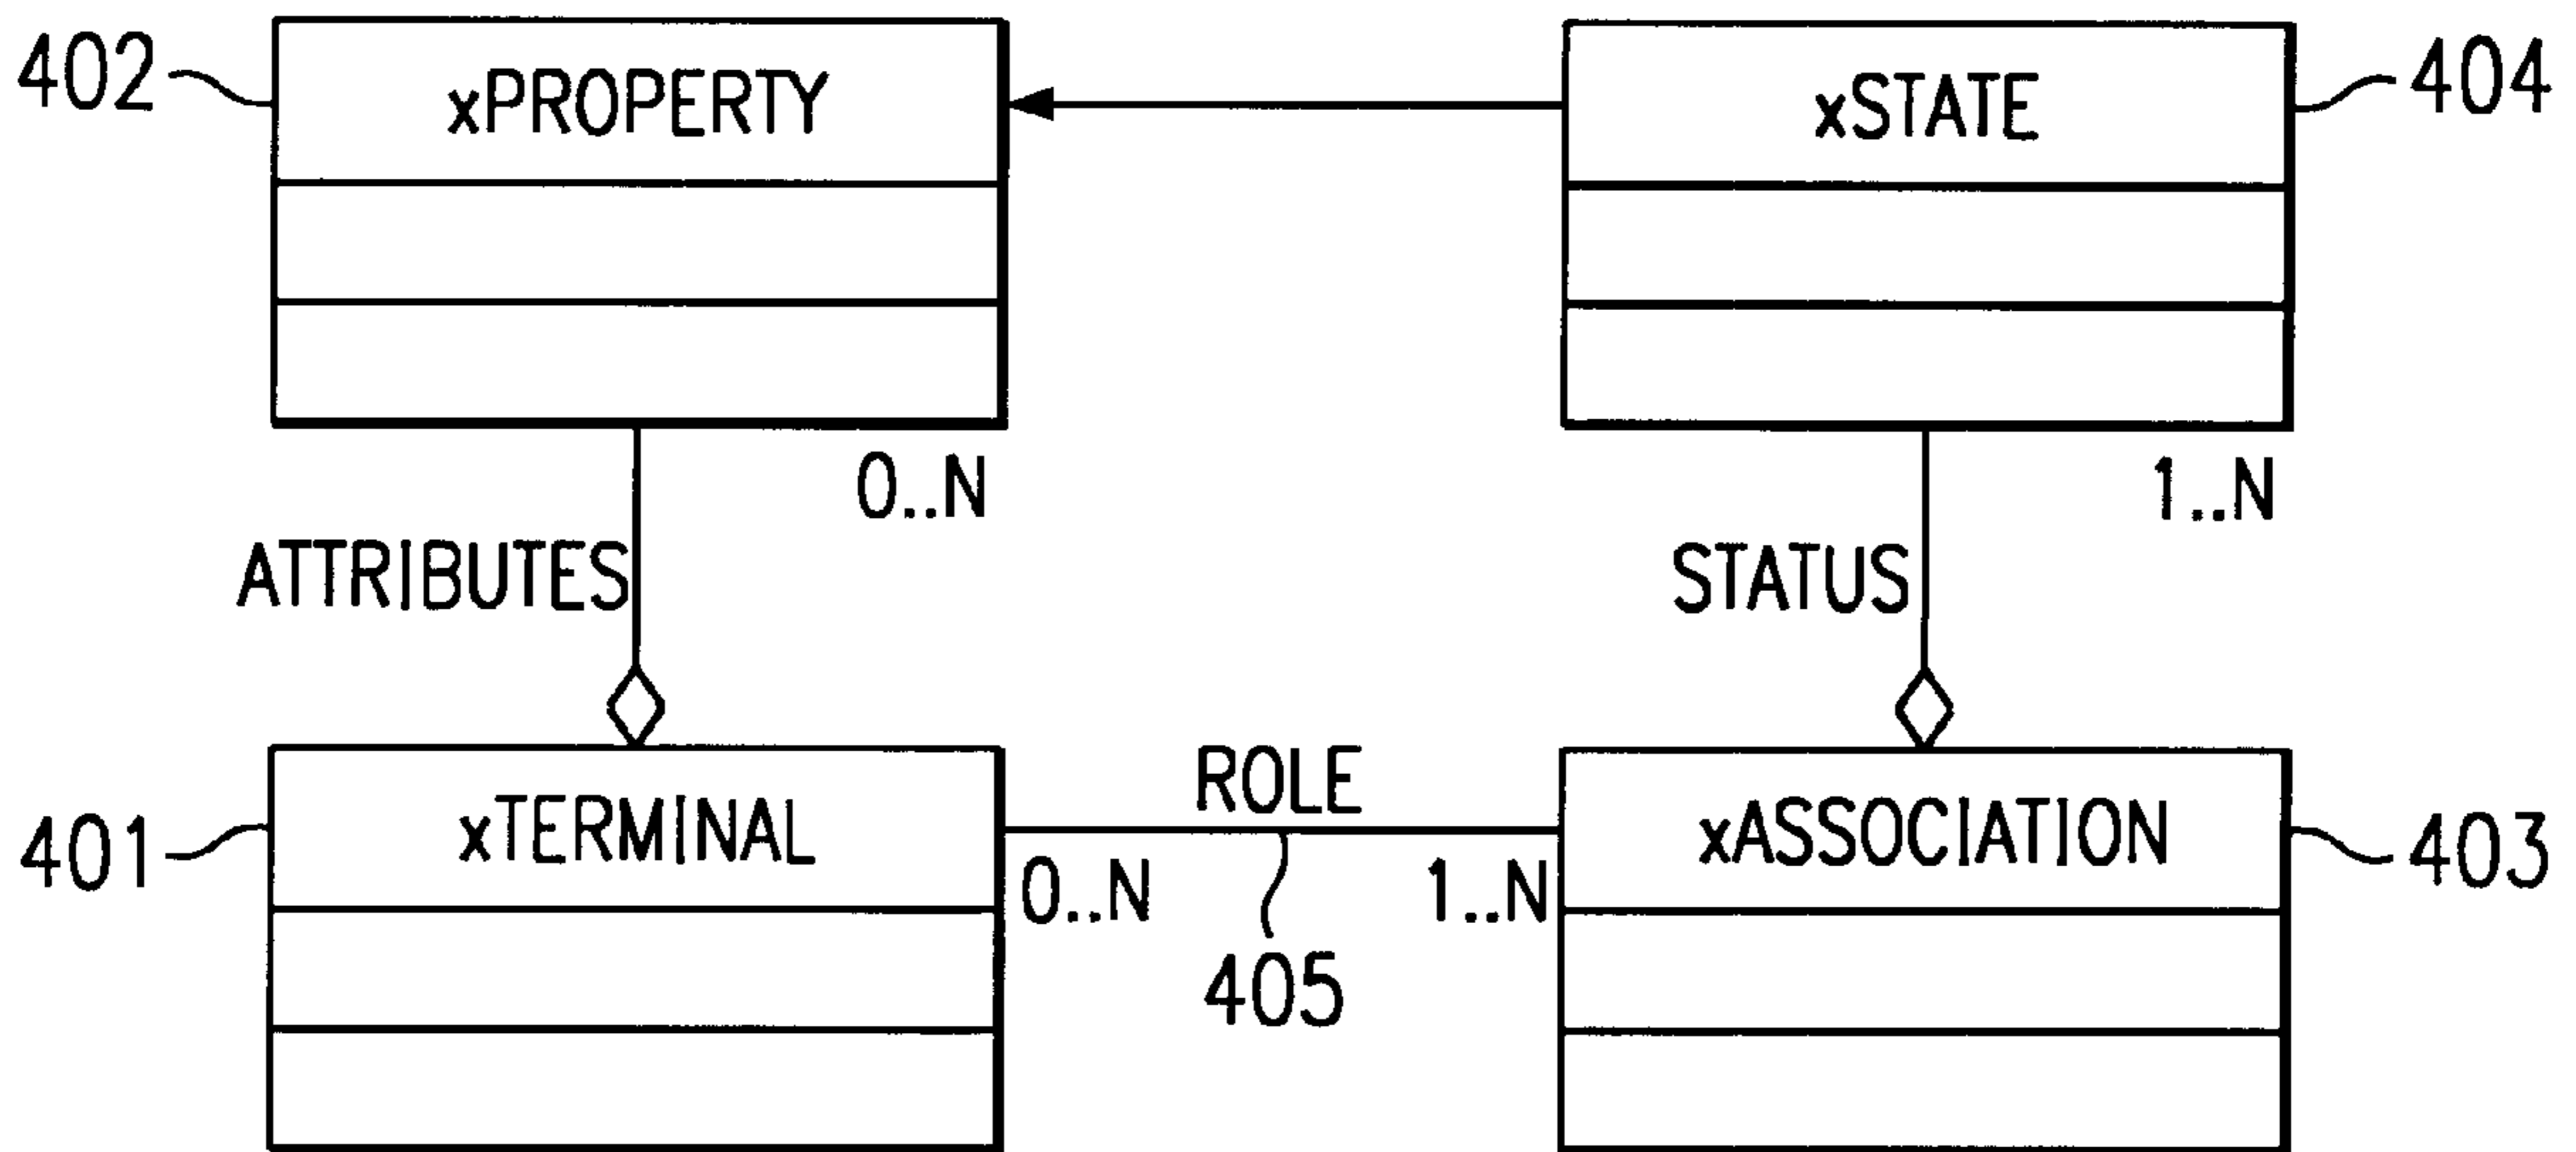 402
xPROPERTY
xSTATE
404
0..N
1..N
ATTRIBUTES
STATUS
401
xTERMINAL
ROLE
xASSOCIATION
403
0..N
1..N
405